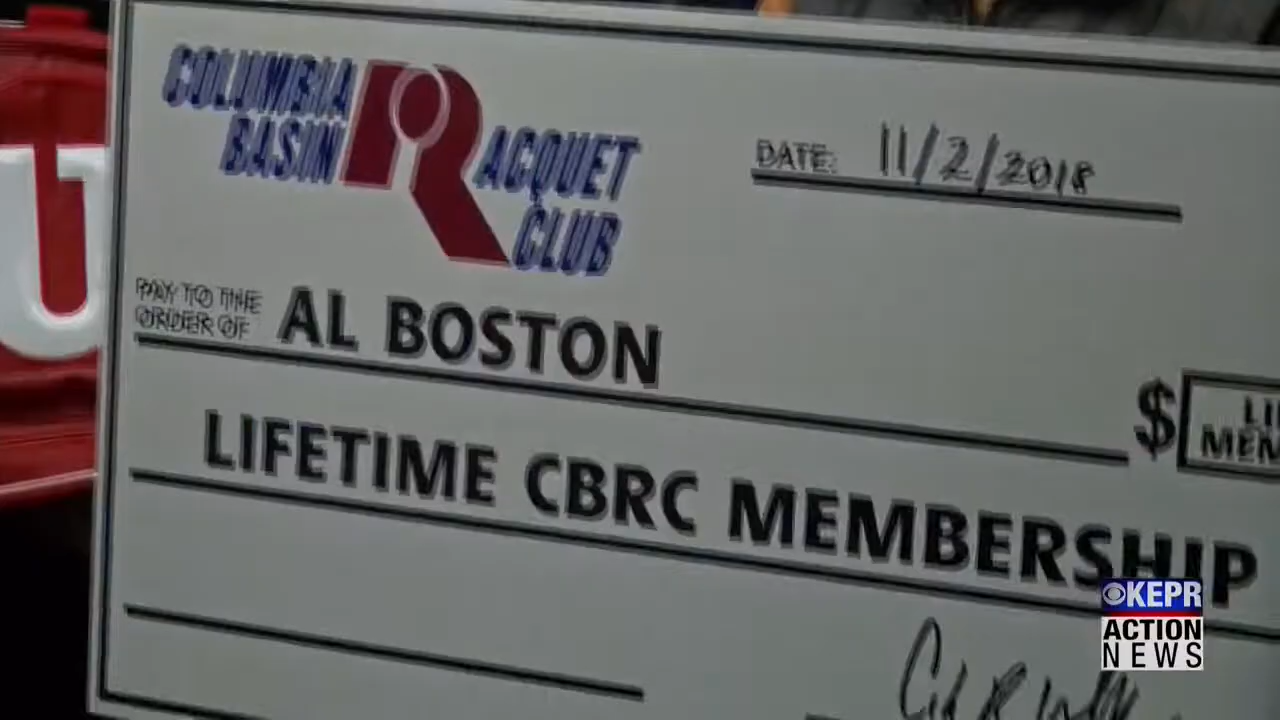 COLUMBIA
BASIN RACQUET
CLUB
DATE: 11/2/2018
PAY TO THE
ORDER OF AL BOSTON
$
LIFETIME CBRC MEMBERSHIP
KEPR
ACTION
NEWS